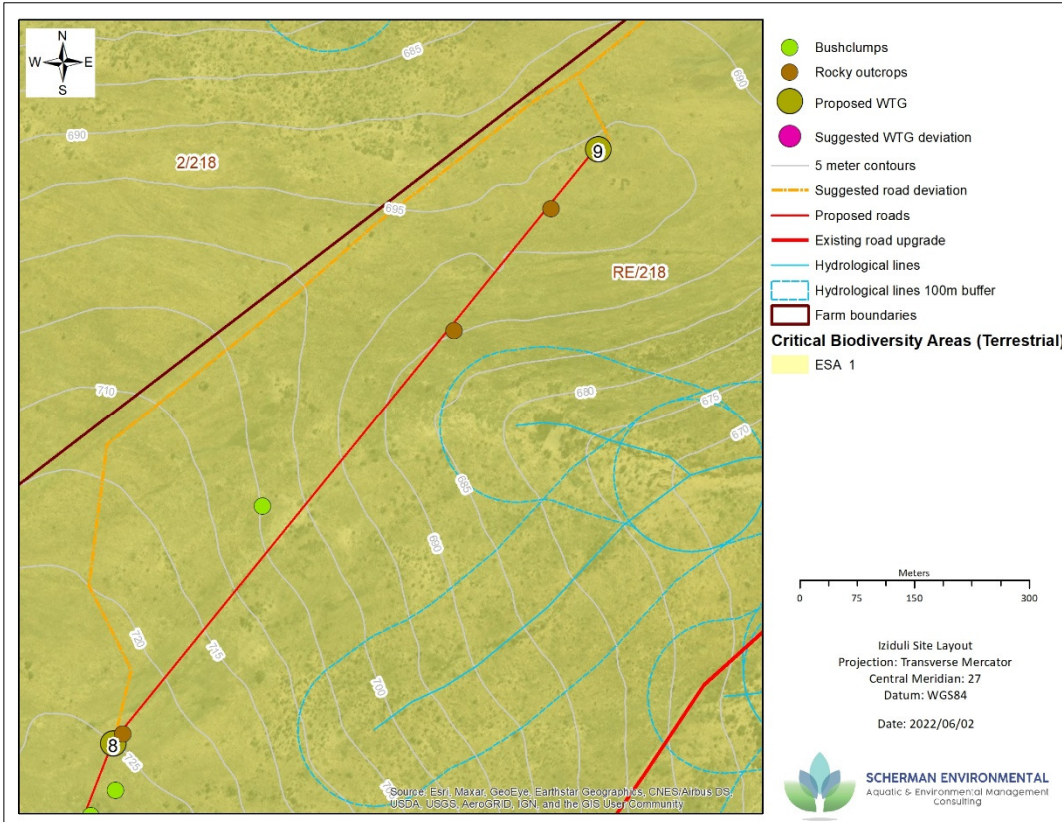 N
W E
S
685
690
690
2/218
9
695
RE/218
680
675
670
710
685
690
720
715
700
8
725
Source: Esri, Maxar, GeoEye, Earthstar Geographics, CNES/Airbus DS,
USDA, USGS, AeroGRID, IGN, and the GIS User Community
Bushclumps
Rocky outcrops
Proposed WTG
Suggested WTG deviation
5 meter contours
Suggested road deviation
Proposed roads
Existing road upgrade
Hydrological lines
Hydrological lines 100m buffer
Farm boundaries
Critical Biodiversity Areas (Terrestrial)
ESA 1
Meters
0 75 150 300
Iziduli Site Layout
Projection: Transverse Mercator
Central Meridian: 27
Datum: WGS84
Date: 2022/06/02
SCHERMAN ENVIRONMENTAL
Aquatic & Environmental Management
Consulting